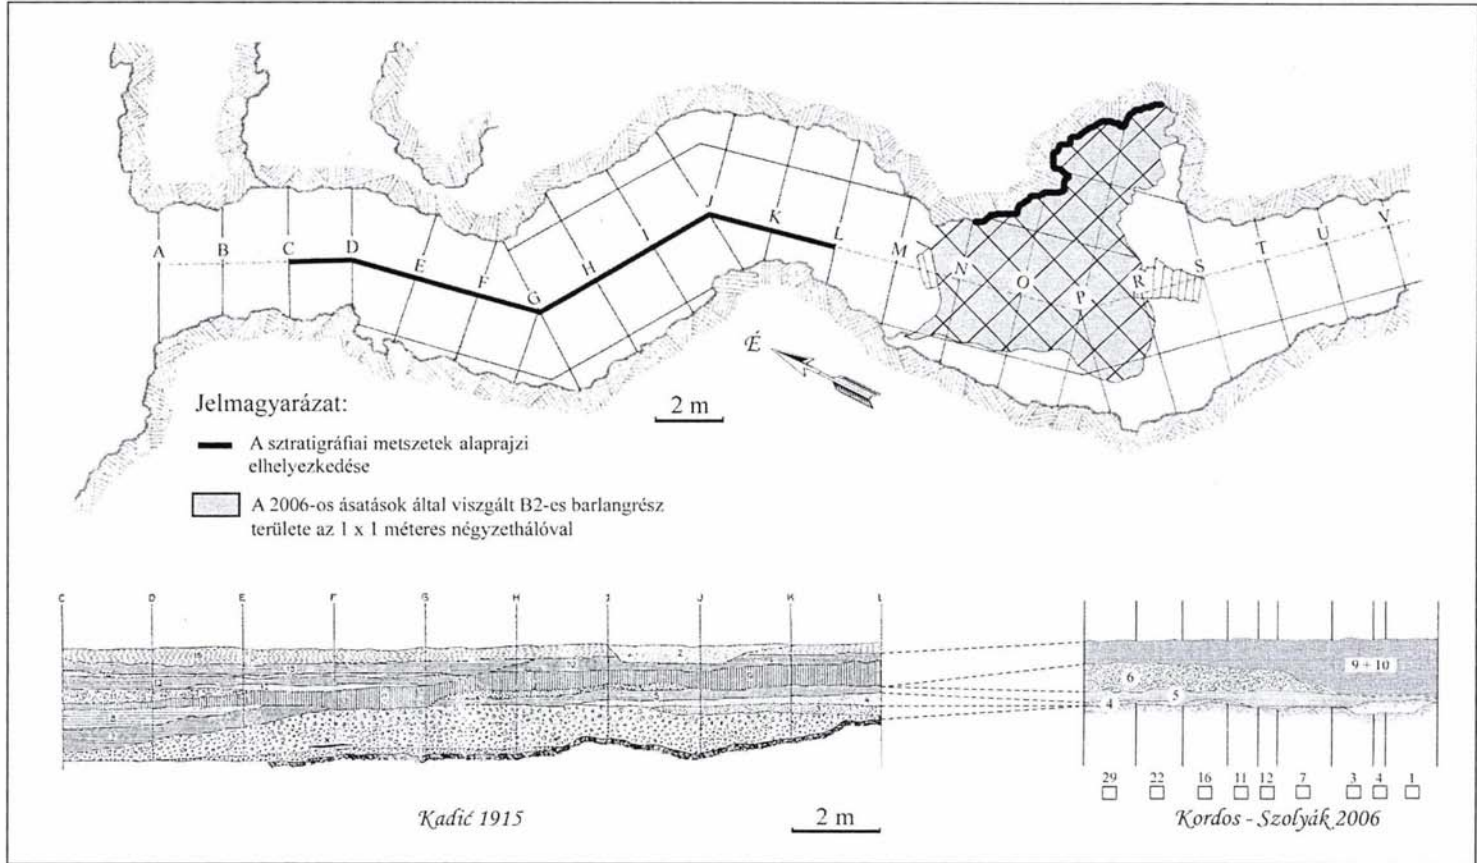 A B C D E F G H I J K L M N O P R S T U V
É
2 m
Jelmagyarázat:
A sztratigráfiai metszetek alaprajzi
elhelyezkedése
A 2006-os ásatások által viszgált B2-es barlangrész
területe az 1 x 1 méteres négyzethálóval
C D E F G H I J K L
2
9 + 10
6
5
4
29 22 16 11 12 7 3 4 1
Kadić 1915
2 m
Kordos - Szolyák 2006